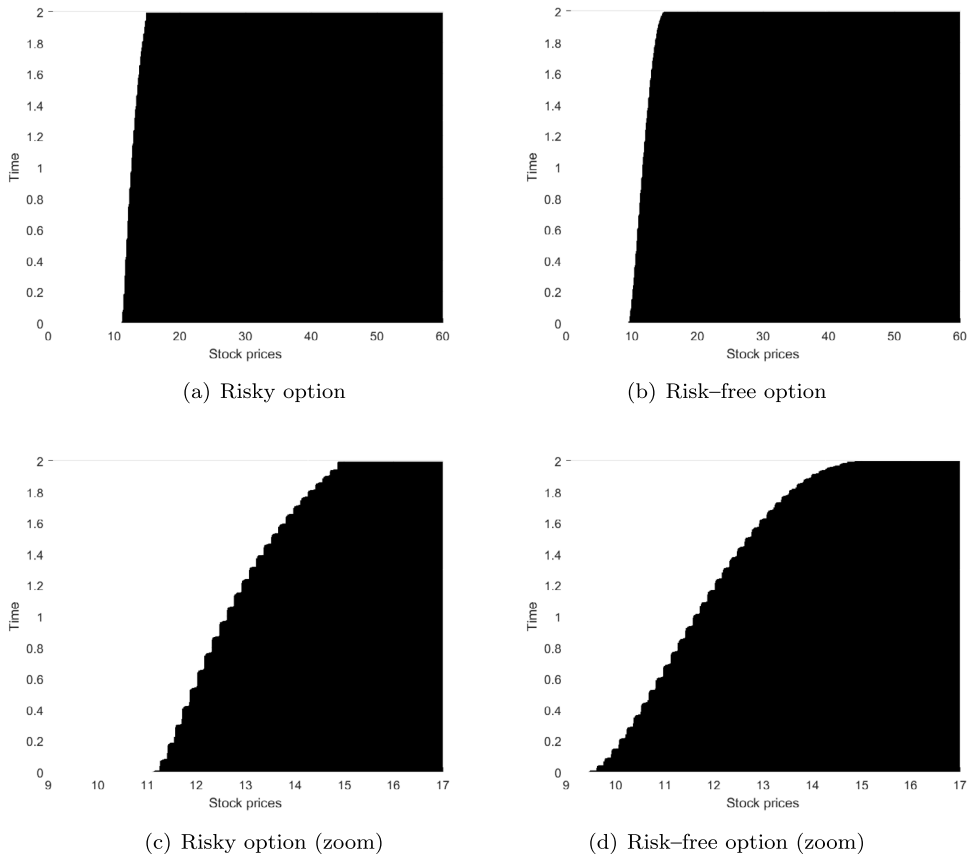 2
1.8
1.6
1.4
1.2
1
0.8
0.6
0.4
0.2
0
Time
0 10 20 30 40 50 60
Stock prices
(a) Risky option
2
1.8
1.6
1.4
1.2
1
0.8
0.6
0.4
0.2
0
Time
0 10 20 30 40 50 60
Stock prices
(b) Risk–free option
2
1.8
1.6
1.4
1.2
1
0.8
0.6
0.4
0.2
0
Time
9 10 11 12 13 14 15 16 17
Stock prices
(c) Risky option (zoom)
2
1.8
1.6
1.4
1.2
1
0.8
0.6
0.4
0.2
0
Time
9 10 11 12 13 14 15 16 17
Stock prices
(d) Risk–free option (zoom)